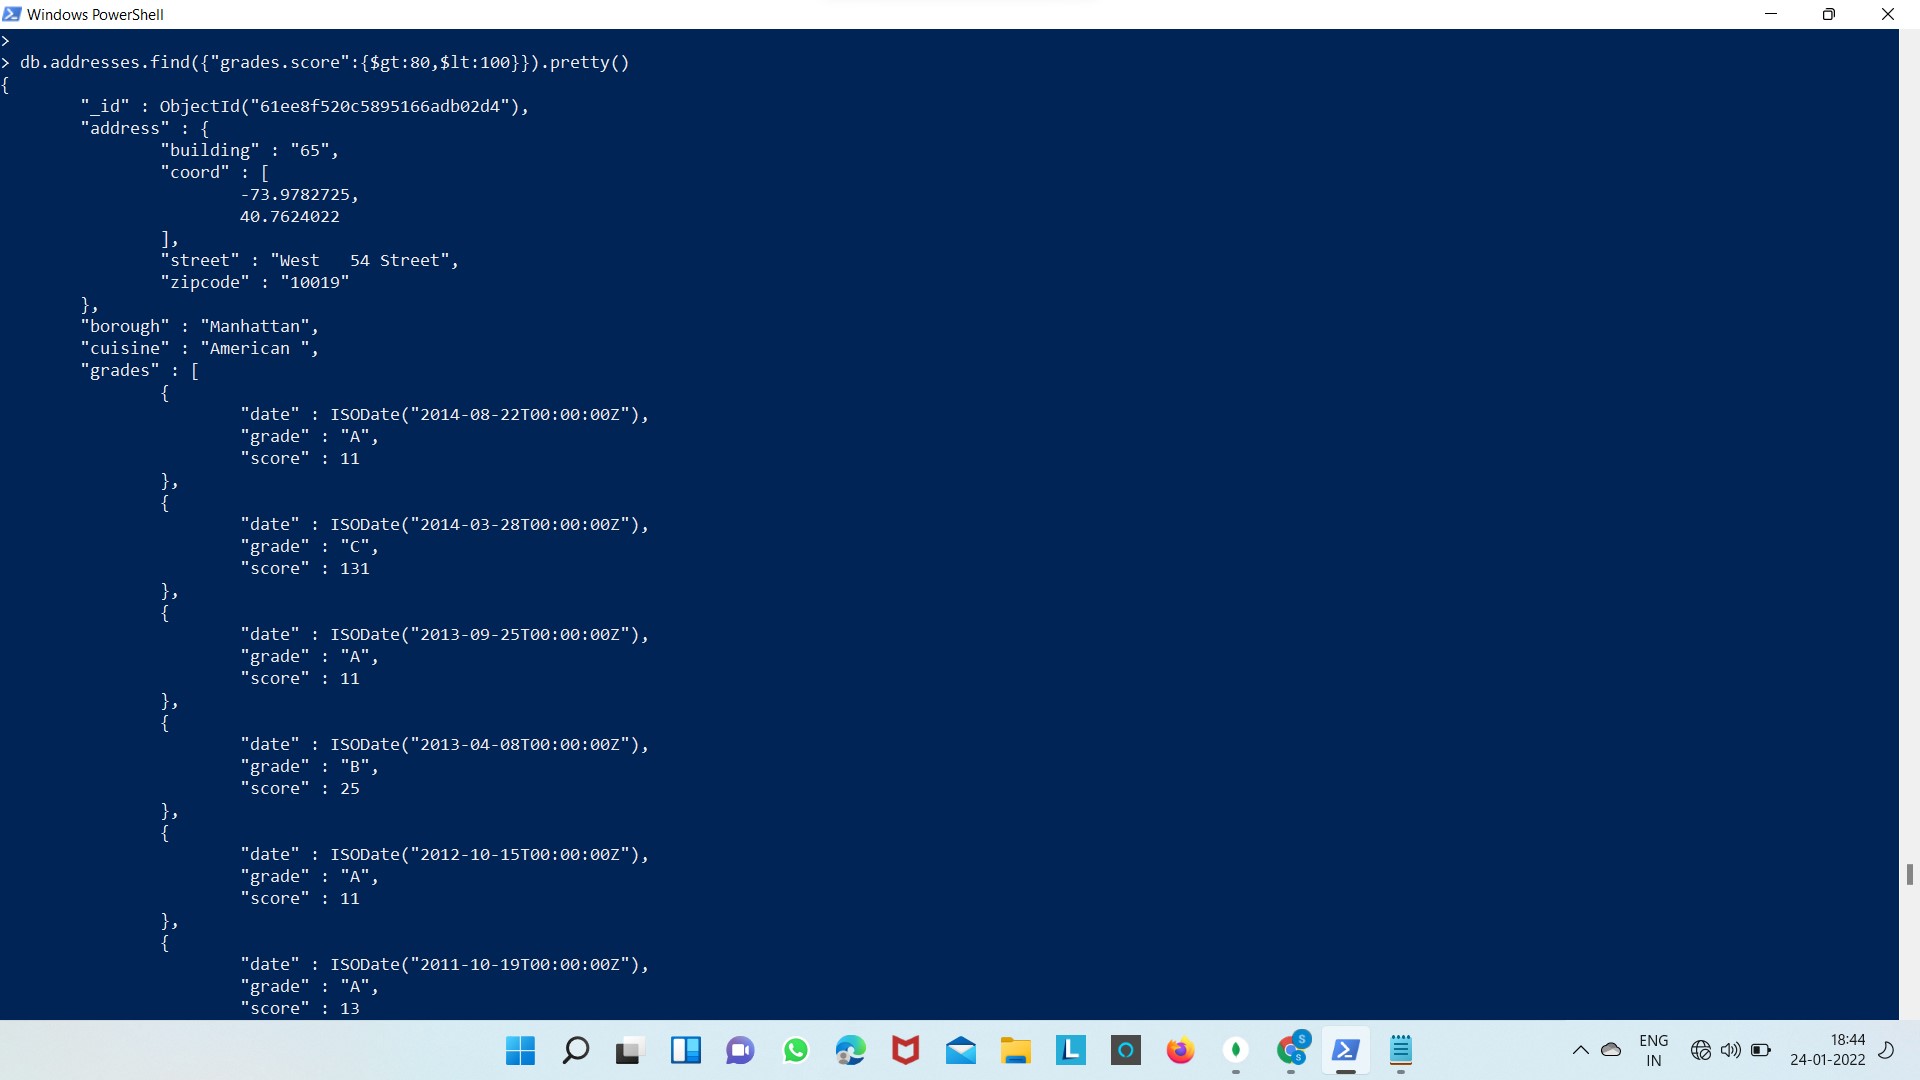 Windows PowerShell
>
> db.addresses.find({"grades.score":{$gt:80,$lt:100}}).pretty()
{
"_id" : ObjectId("61ee8f520c5895166adb02d4"),
"address" : {
"building" : "65",
"coord" : [
-73.9782725,
40.7624022
],
"street" : "West   54 Street",
"zipcode" : "10019"
},
"borough" : "Manhattan",
"cuisine" : "American ",
"grades" : [
{
"date" : ISODate("2014-08-22T00:00:00Z"),
"grade" : "A",
"score" : 11
},
{
"date" : ISODate("2014-03-28T00:00:00Z"),
"grade" : "C",
"score" : 131
},
{
"date" : ISODate("2013-09-25T00:00:00Z"),
"grade" : "A",
"score" : 11
},
{
"date" : ISODate("2013-04-08T00:00:00Z"),
"grade" : "B",
"score" : 25
},
{
"date" : ISODate("2012-10-15T00:00:00Z"),
"grade" : "A",
"score" : 11
},
{
"date" : ISODate("2011-10-19T00:00:00Z"),
"grade" : "A",
"score" : 13
L
S
S
ENG
IN
18:44
24-01-2022